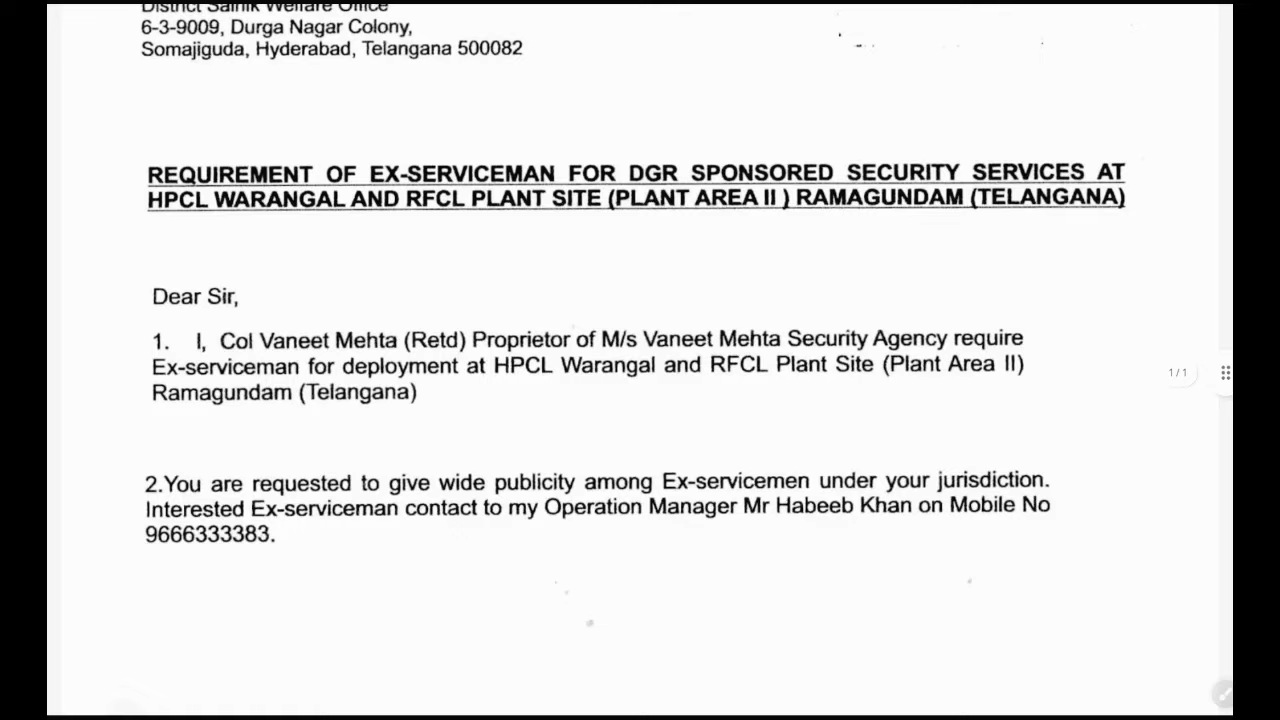 District Sainik Welfare Office
6-3-9009, Durga Nagar Colony,
Somajiguda, Hyderabad, Telangana 500082
REQUIREMENT OF EX-SERVICEMAN FOR DGR SPONSORED SECURITY SERVICES AT
HPCL WARANGAL AND RFCL PLANT SITE (PLANT AREA II ) RAMAGUNDAM (TELANGANA)
Dear Sir,
1. I, Col Vaneet Mehta (Retd) Proprietor of M/s Vaneet Mehta Security Agency require
Ex-serviceman for deployment at HPCL Warangal and RFCL Plant Site (Plant Area II)
Ramagundam (Telangana)
1/1
2.You are requested to give wide publicity among Ex-servicemen under your jurisdiction.
Interested Ex-serviceman contact to my Operation Manager Mr Habeeb Khan on Mobile No
9666333383.